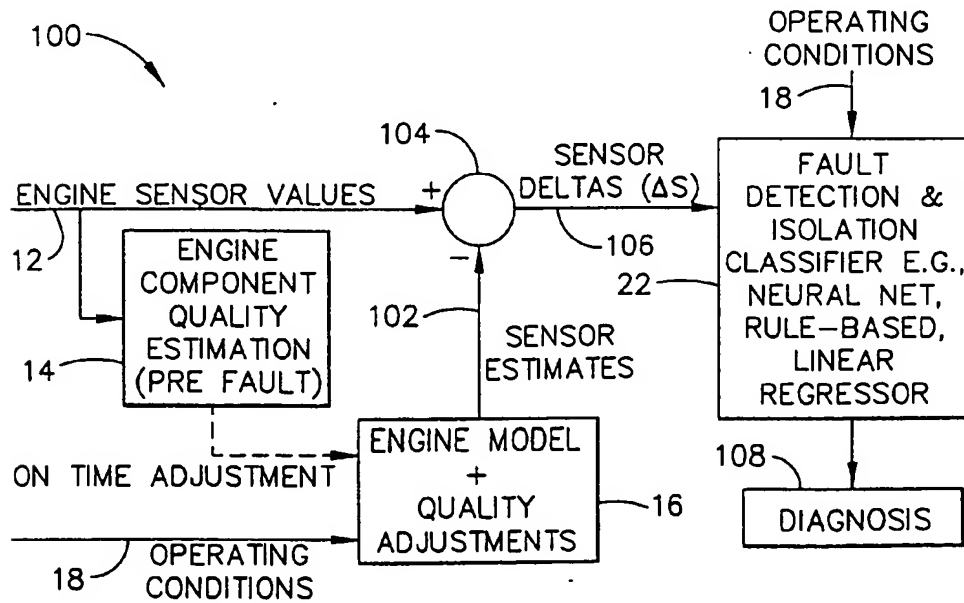 100
OPERATING
CONDITIONS
18
104
SENSOR
DELTAS (ΔS)
ENGINE SENSOR VALUES
+
-
12
106
FAULT
DETECTION &
ISOLATION
CLASSIFIER E.G.,
NEURAL NET,
RULE-BASED,
LINEAR
REGRESSOR
22
ENGINE
COMPONENT
QUALITY
ESTIMATION
(PRE FAULT)
14
102
SENSOR
ESTIMATES
ON TIME ADJUSTMENT
ENGINE MODEL
+
QUALITY
ADJUSTMENTS
16
108
DIAGNOSIS
18
OPERATING
CONDITIONS